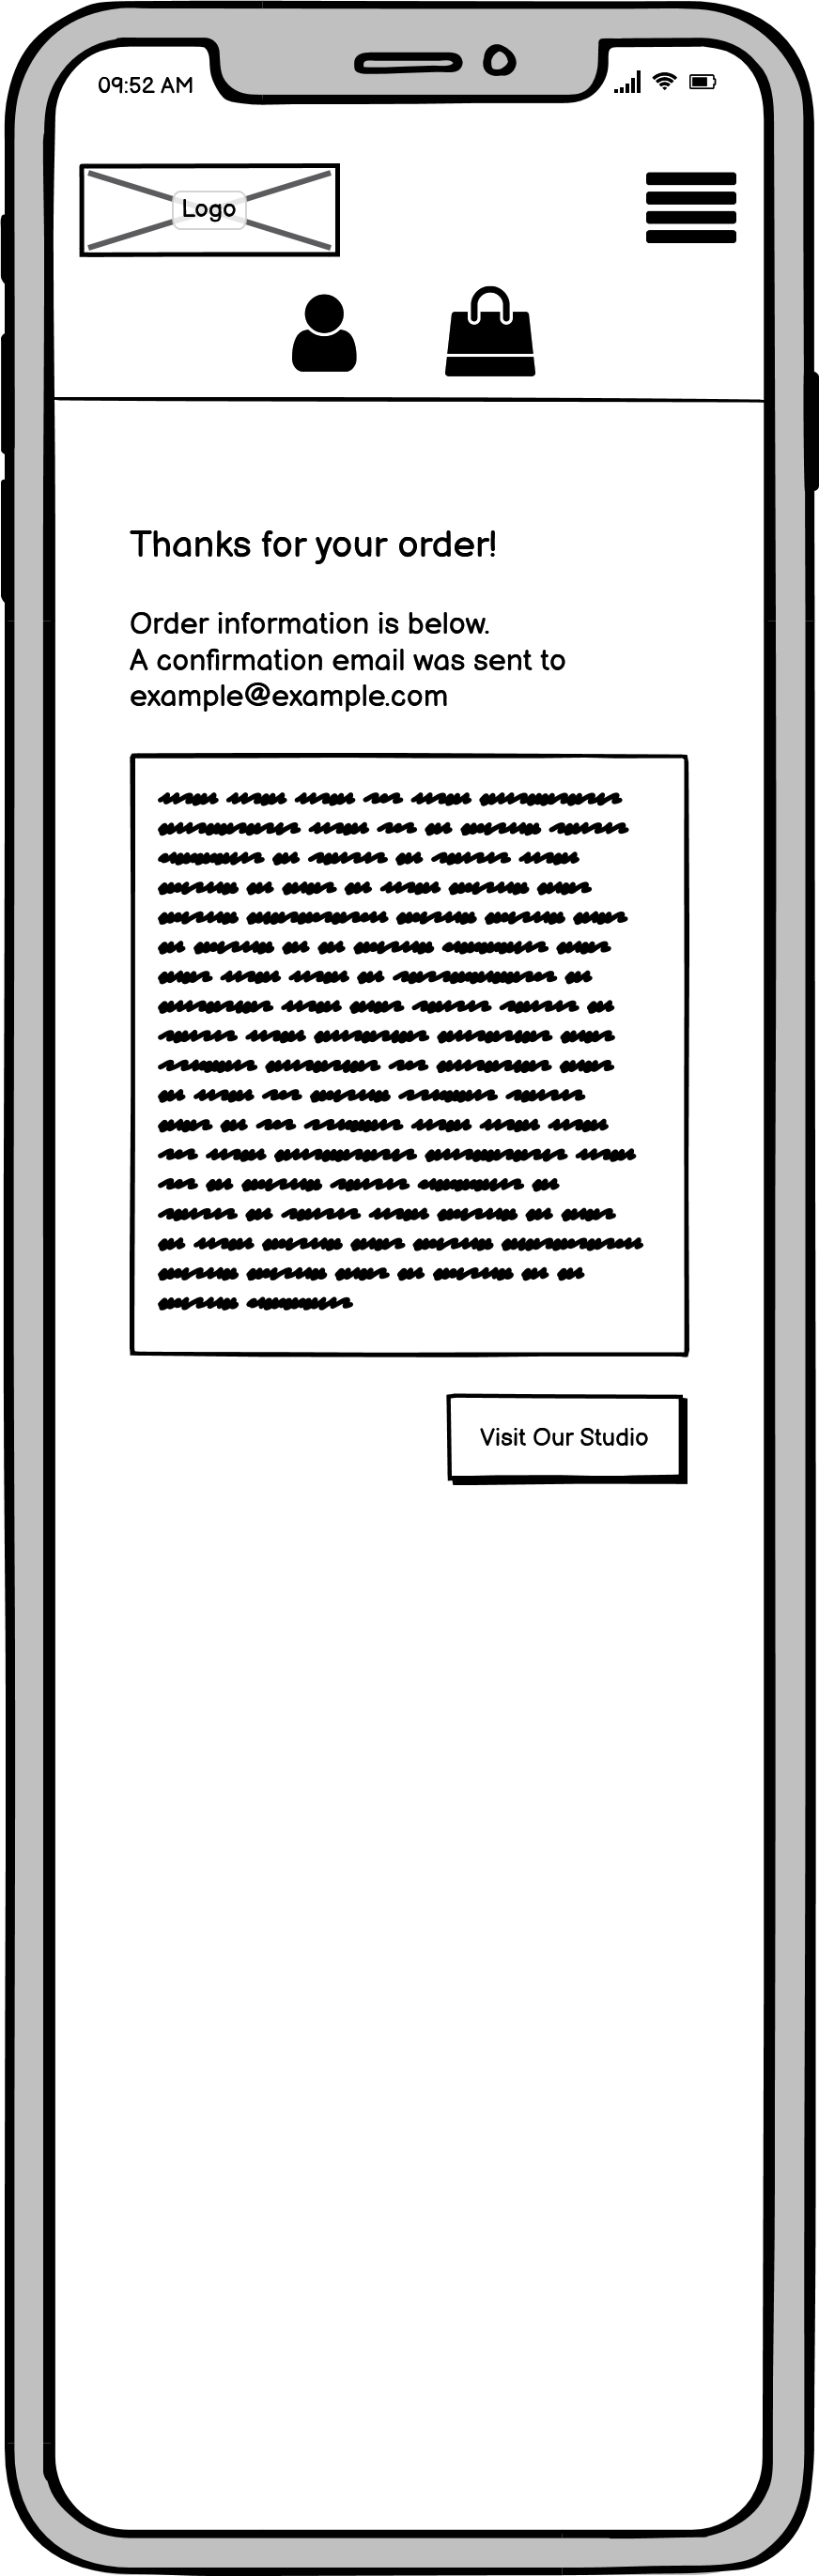 09:52 AM
Logo
Thanks for your order!
Order information is below.
A confirmation email was sent to
example@example.com
Visit Our Studio